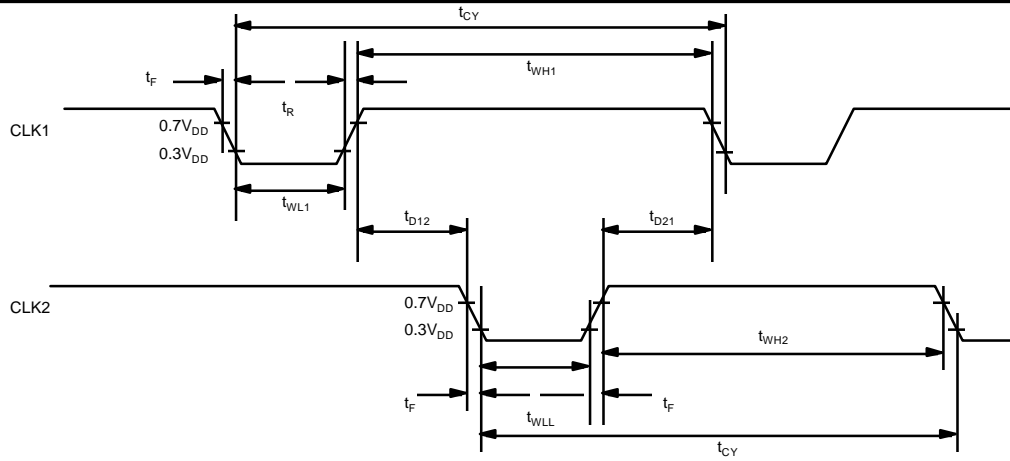 tCY
tWH1
tF
tR
CLK1
0.7VDD
0.3VDD
tWL1
tD12
tD21
CLK2
0.7VDD
0.3VDD
tWH2
tF
tWLL
tF
tCY